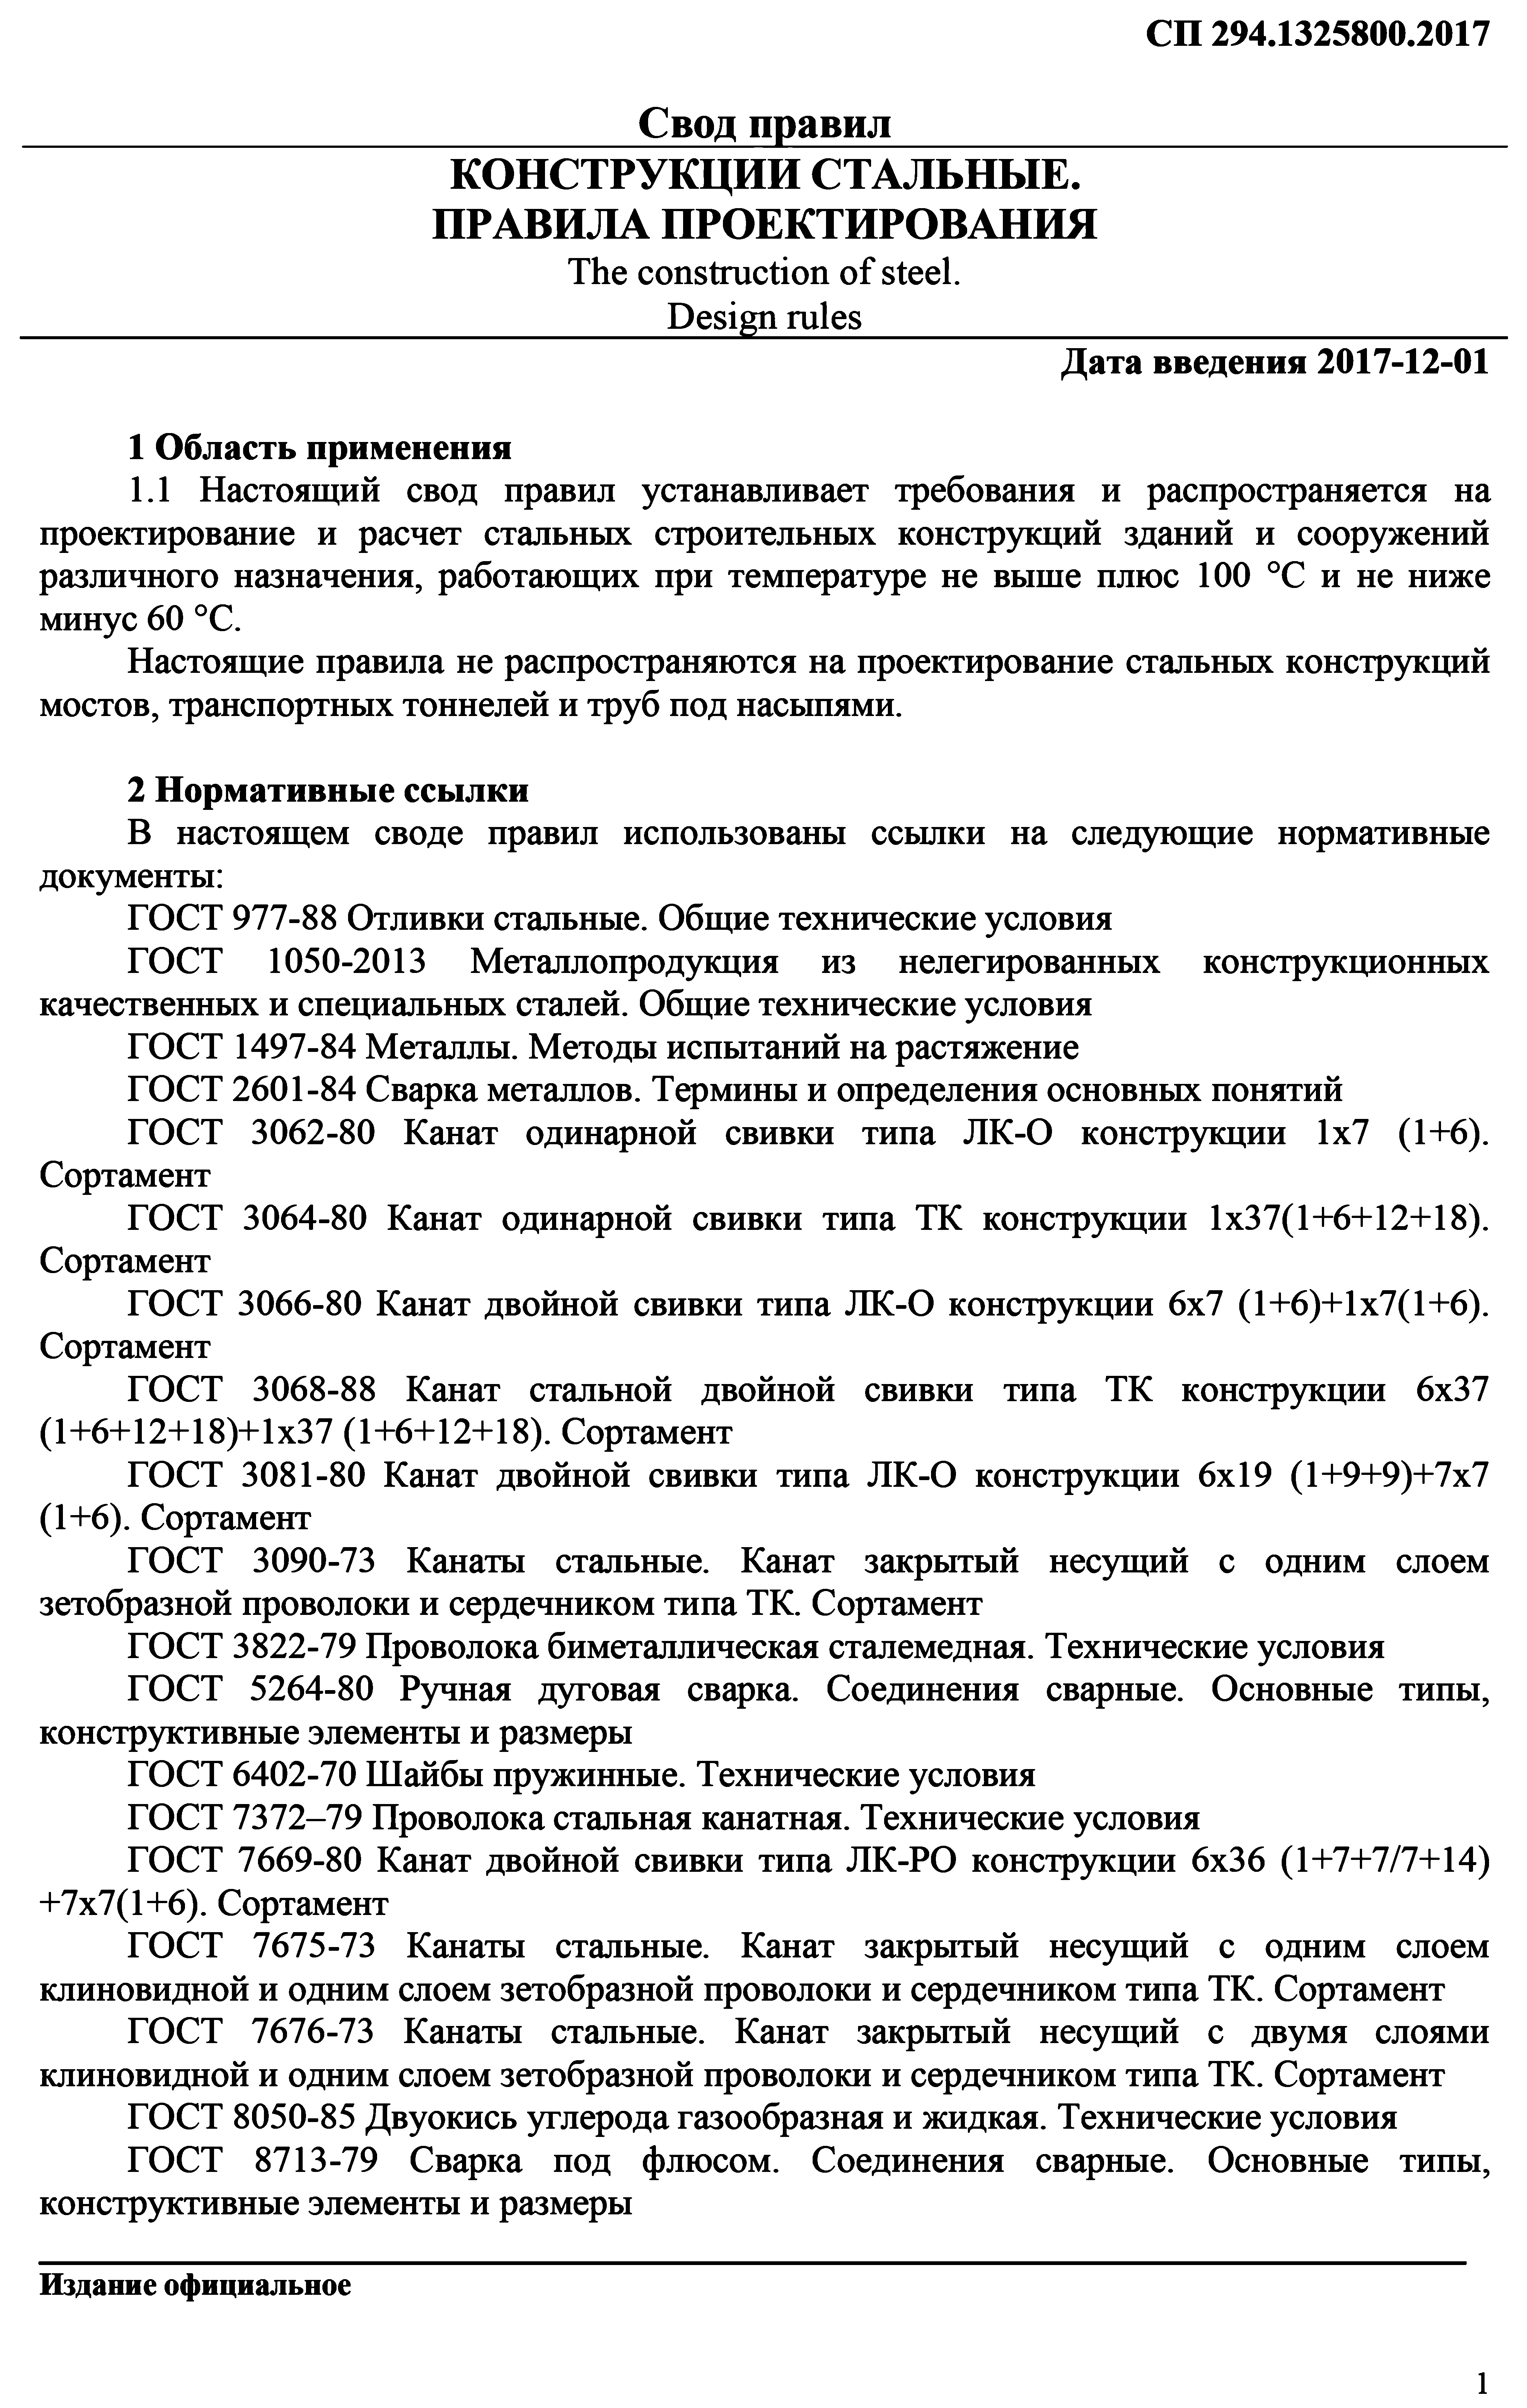 СП 294.1325800.2017
Свод правил
КОНСТРУКЦИИ СТАЛЬНЫЕ.
ПРАВИЛА ПРОЕКТИРОВАНИЯ
The construction of steel.
Design rules
Дата введения 2017-12-01
1 Область применения
1.1 Настоящий свод правил устанавливает требования и распространяется на
проектирование и расчет стальных строительных конструкций зданий и сооружений
различного назначения, работающих при температуре не выше плюс 100 °С и не ниже
минус 60 °С.
Настоящие правила не распространяются на проектирование стальных конструкций
мостов, транспортных тоннелей и труб под насыпями.
2 Нормативные ссылки
В настоящем своде правил использованы ссылки на следующие нормативные
документы:
ГОСТ 977-88 Отливки стальные. Общие технические условия
ГОСТ 1050-2013 Металлопродукция из нелегированных конструкционных
качественных и специальных сталей. Общие технические условия
ГОСТ 1497-84 Металлы. Методы испытаний на растяжение
ГОСТ 2601-84 Сварка металлов. Термины и определения основных понятий
ГОСТ 3062-80 Канат одинарной свивки типа ЛК-О конструкции 1х7 (1+6).
Сортамент
ГОСТ 3064-80 Канат одинарной свивки типа ТК конструкции 1х37(1+6+12+18).
Сортамент
ГОСТ 3066-80 Канат двойной свивки типа ЛК-О конструкции 6х7 (1+6)+1х7(1+6).
Сортамент
ГОСТ 3068-88 Канат стальной двойной свивки типа ТК конструкции 6х37
(1+6+12+18)+1х37 (1+6+12+18). Сортамент
ГОСТ 3081-80 Канат двойной свивки типа ЛК-О конструкции 6х19 (1+9+9)+7х7
(1+6). Сортамент
ГОСТ 3090-73 Канаты стальные. Канат закрытый несущий с одним слоем
зетобразной проволоки и сердечником типа ТК. Сортамент
ГОСТ 3822-79 Проволока биметаллическая сталемедная. Технические условия
ГОСТ 5264-80 Ручная дуговая сварка. Соединения сварные. Основные типы,
конструктивные элементы и размеры
ГОСТ 6402-70 Шайбы пружинные. Технические условия
ГОСТ 7372–79 Проволока стальная канатная. Технические условия
ГОСТ 7669-80 Канат двойной свивки типа ЛК-РО конструкции 6х36 (1+7+7/7+14)
+7х7(1+6). Сортамент
ГОСТ 7675-73 Канаты стальные. Канат закрытый несущий с одним слоем
клиновидной и одним слоем зетобразной проволоки и сердечником типа ТК. Сортамент
ГОСТ 7676-73 Канаты стальные. Канат закрытый несущий с двумя слоями
клиновидной и одним слоем зетобразной проволоки и сердечником типа ТК. Сортамент
ГОСТ 8050-85 Двуокись углерода газообразная и жидкая. Технические условия
ГОСТ 8713-79 Сварка под флюсом. Соединения сварные. Основные типы,
конструктивные элементы и размеры
Издание официальное
1